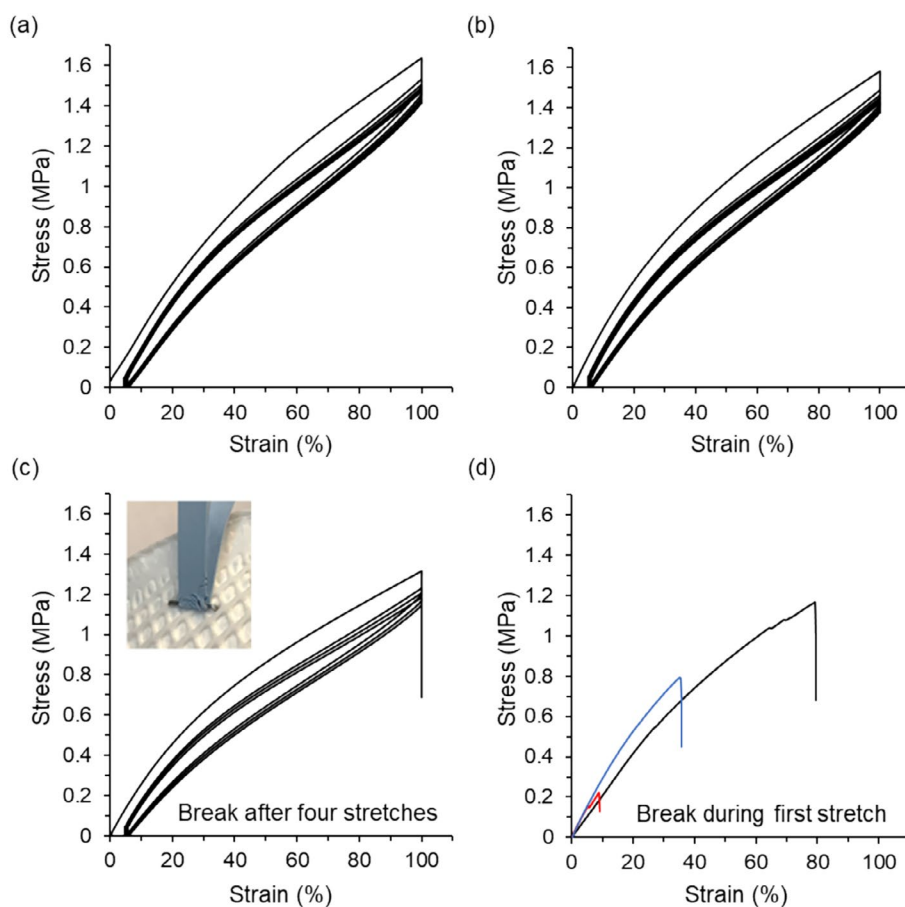 (a)
1.6
1.4
1.2
1
0.8
0.6
0.4
0.2
0
Stress (MPa)
0 20 40 60 80 100
Strain (%)
(b)
1.6
1.4
1.2
1
0.8
0.6
0.4
0.2
0
Stress (MPa)
0 20 40 60 80 100
Strain (%)
(c)
1.6
1.4
1.2
1
0.8
0.6
0.4
0.2
0
Stress (MPa)
Break after four stretches
0 20 40 60 80 100
Strain (%)
(d)
1.6
1.4
1.2
1
0.8
0.6
0.4
0.2
0
Stress (MPa)
Break during first stretch
0 20 40 60 80 100
Strain (%)